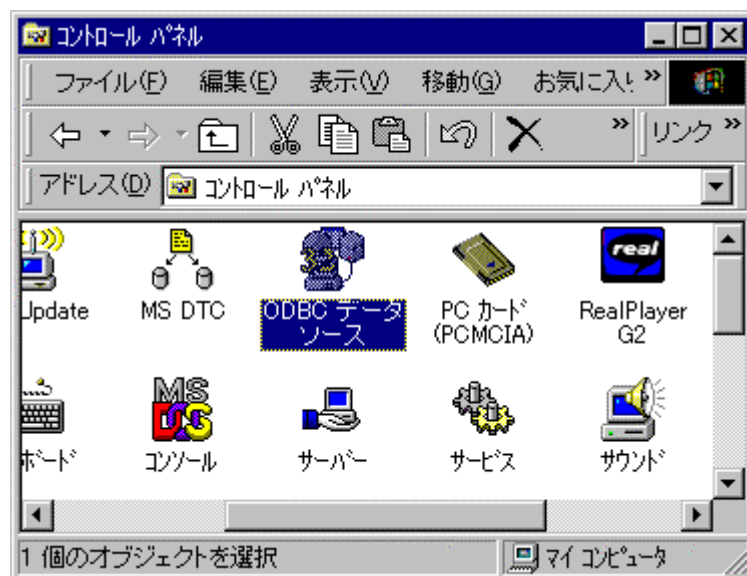 コントロール パネル
ファイル(F) 編集(E) 表示(V) 移動(G) お気に入り »
» リンク »
アドレス(D) コントロール パネル
real
Update MS DTC ODBC データ PC カード RealPlayer
ソース (PCMCIA) G2
MS
DOS
ボード コンソール サーバー サービス サウンド
1 個のオブジェクトを選択 マイ コンピュータ